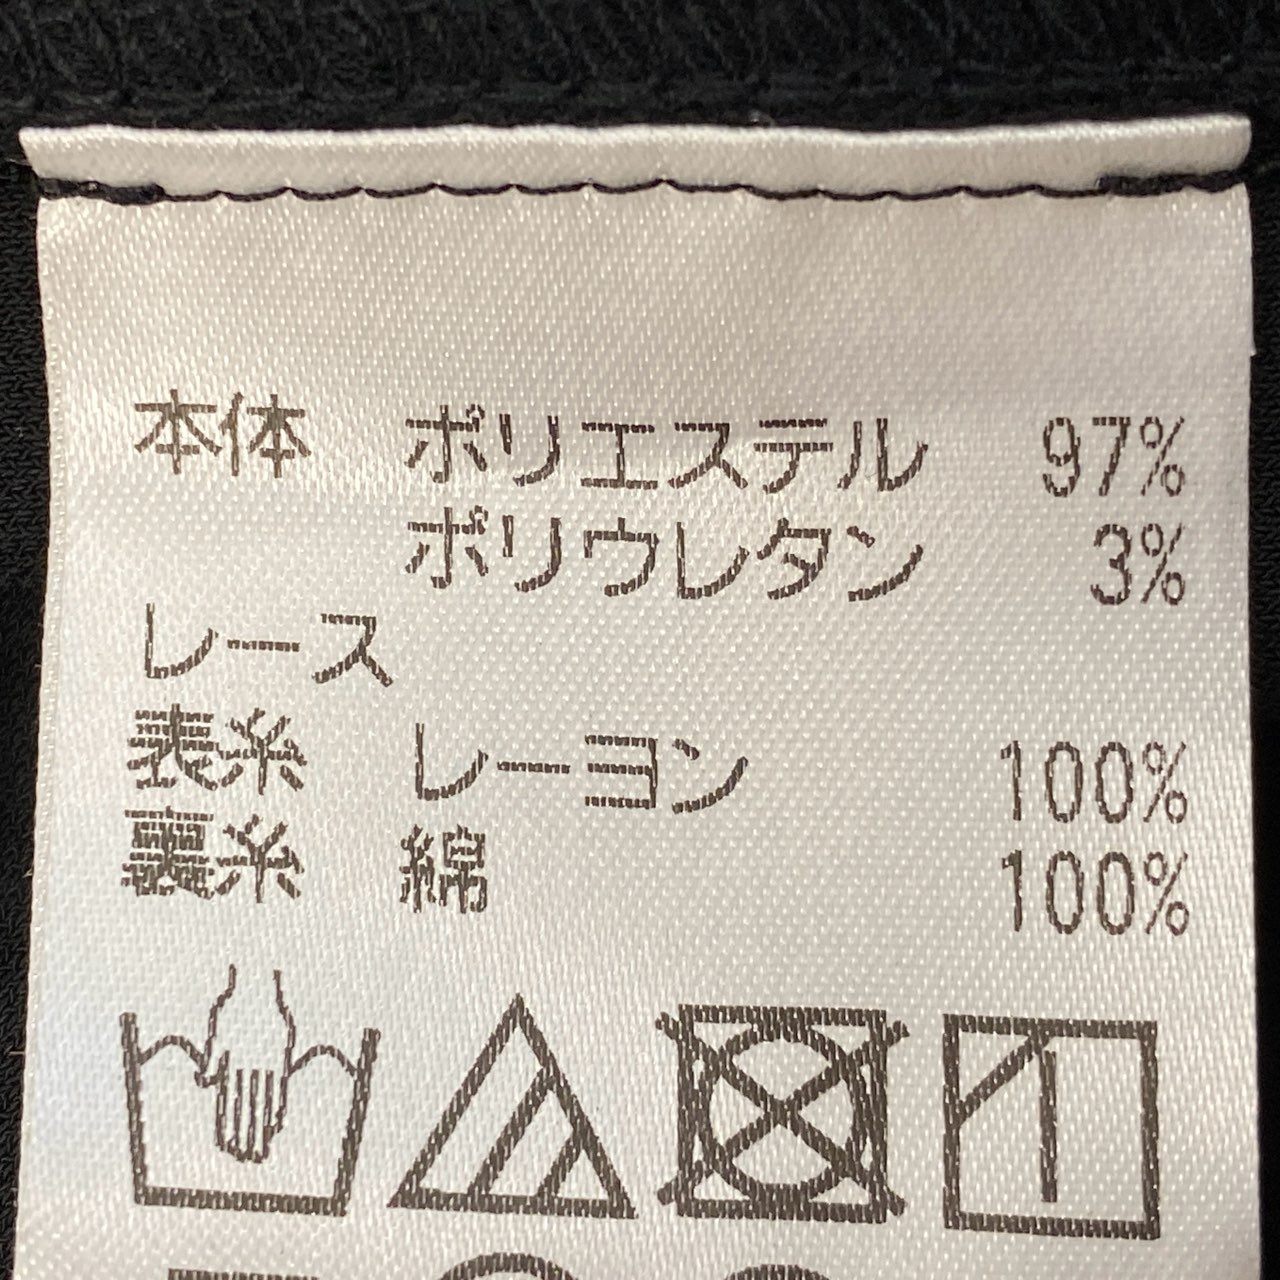 本体 ポリエステル 97%
ポリウレタン 3%
レース
表糸 レーヨン 100%
裏糸 綿 100%